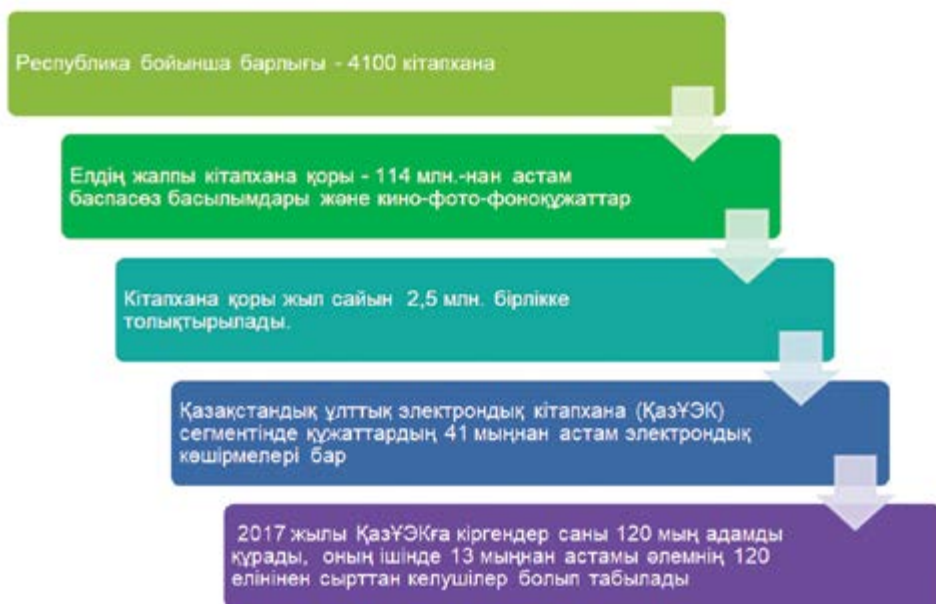 Республика бойынша барлығы - 4100 кітапхана
Елдің жалпы кітапхана қоры - 114 млн.-нан астам
баспасөз басылымдары және кино-фото-фоноқұжаттар
Кітапхана қоры жыл сайын 2,5 млн. бірлікке
толықтырылады.
Қазақстандық ұлттық электрондық кітапхана (ҚазҰЭК)
сегментінде құжаттардың 41 мыңнан астам электрондық
көшірмелері бар
2017 жылы ҚазҰЭКға кіргендер саны 120 мың адамды
құрады, оның ішінде 13 мыңнан астамы әлемнің 120
елінінен сырттан келушілер болып табылады